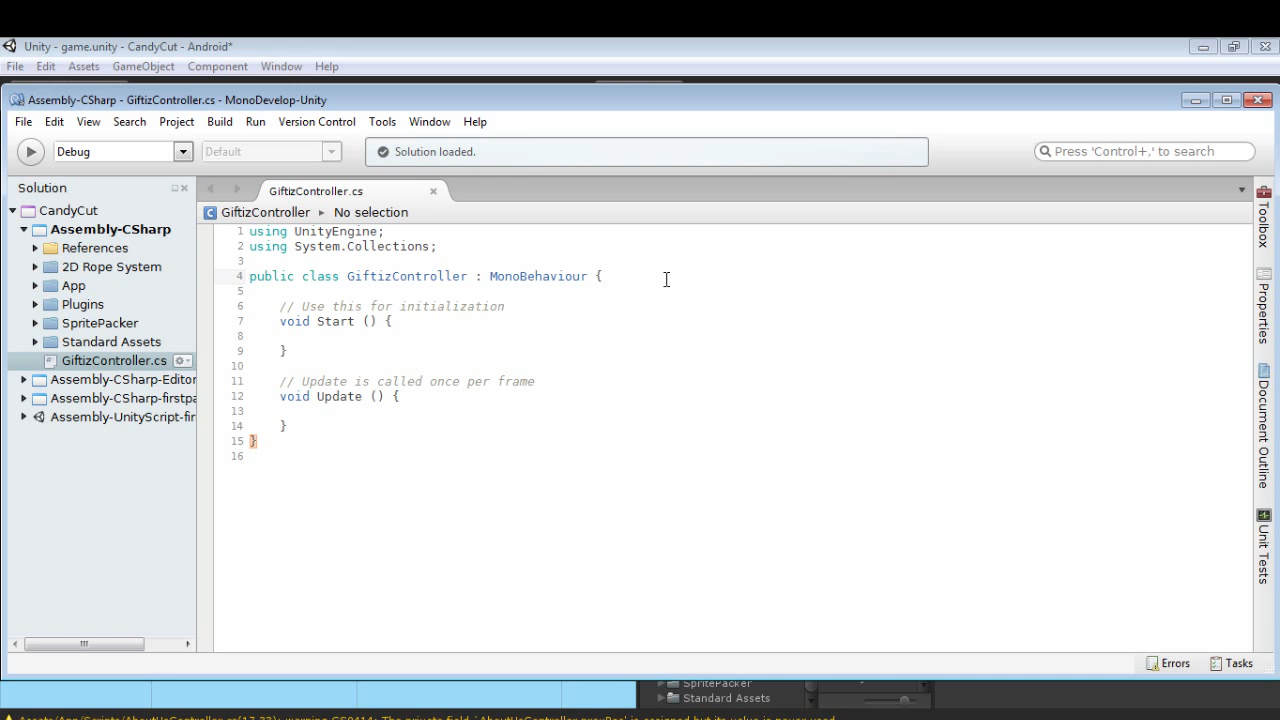 Unity - game.unity - CandyCut - Android*
File Edit Assets GameObject Component Window Help
Assembly-CSharp - GiftizController.cs - MonoDevelop-Unity
File Edit View Search Project Build Run Version Control Tools Window Help
Debug Default Solution loaded. Press 'Control+,' to search
Solution
GiftizController.cs
CandyCut
GiftizController ▸ No selection
Assembly-CSharp
References
2D Rope System
App
Plugins
SpritePacker
Standard Assets
GiftizController.cs
Assembly-CSharp-Editor
Assembly-CSharp-firstpa
Assembly-UnityScript-fir
1 using UnityEngine;
2 using System.Collections;
3
4 public class GiftizController : MonoBehaviour {
5
6 // Use this for initialization
7 void Start () {
8
9 }
10
11 // Update is called once per frame
12 void Update () {
13
14 }
15 }
16
Toolbox
Properties
Document Outline
Unit Tests
Errors Tasks
SpritePacker
Standard Assets